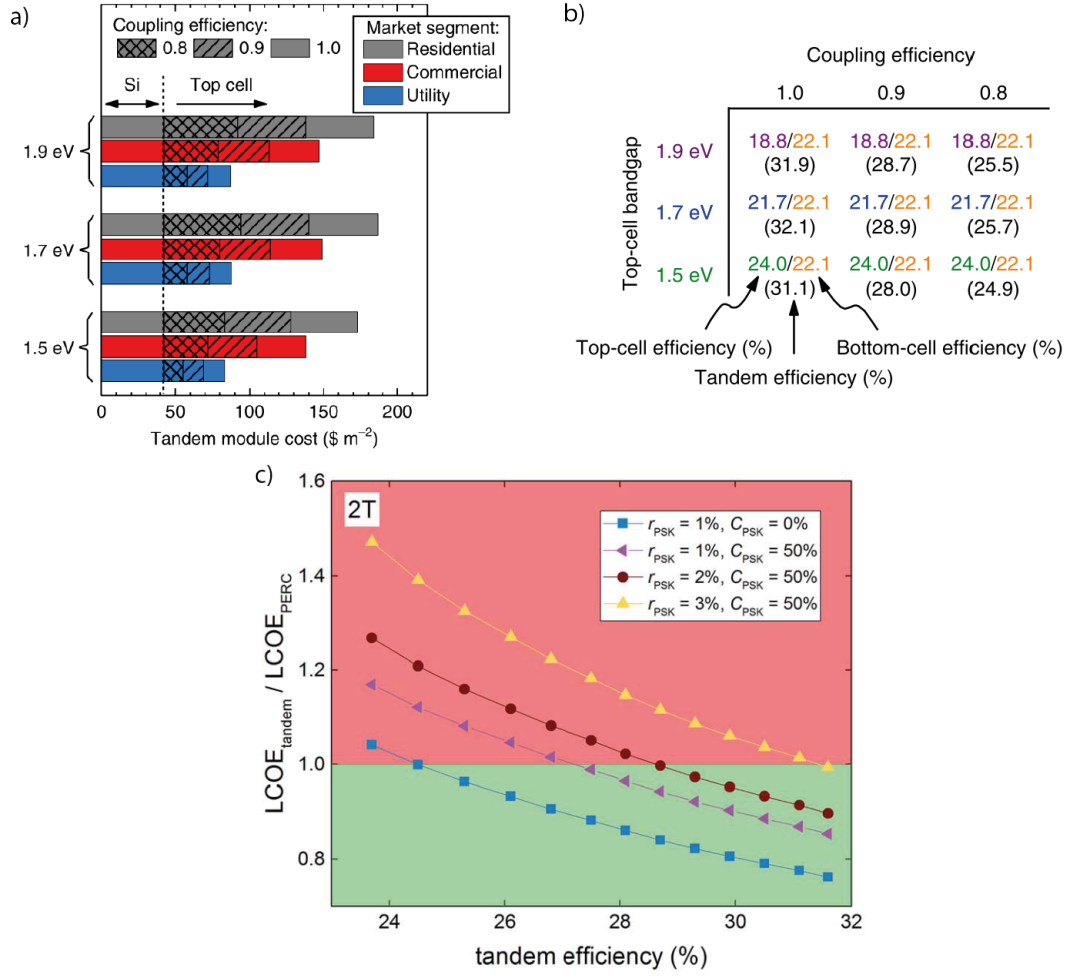 a)
Coupling efficiency:
0.8 0.9 1.0
Market segment:
Residential
Commercial
Utility
Si Top cell
1.9 eV
1.7 eV
1.5 eV
0 50 100 150 200
Tandem module cost ($ m⁻²)
b)
Coupling efficiency
1.0 0.9 0.8
Top-cell bandgap
1.9 eV 18.8/22.1 18.8/22.1 18.8/22.1
(31.9) (28.7) (25.5)
1.7 eV 21.7/22.1 21.7/22.1 21.7/22.1
(32.1) (28.9) (25.7)
1.5 eV 24.0/22.1 24.0/22.1 24.0/22.1
(31.1) (28.0) (24.9)
Top-cell efficiency (%) Bottom-cell efficiency (%)
Tandem efficiency (%)
c)
2T
r_PSK = 1%, C_PSK = 0%
r_PSK = 1%, C_PSK = 50%
r_PSK = 2%, C_PSK = 50%
r_PSK = 3%, C_PSK = 50%
LCOE_tandem / LCOE_PERC
1.6
1.4
1.2
1.0
0.8
24 26 28 30 32
tandem efficiency (%)